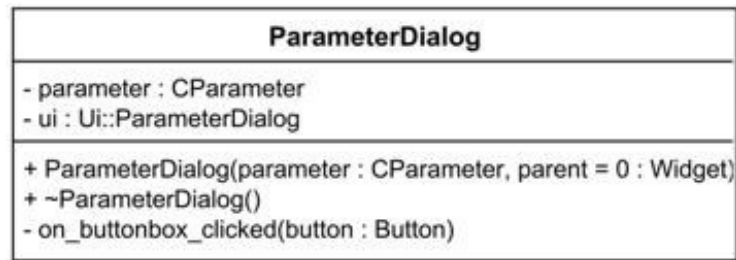 ParameterDialog
- parameter : CParameter
- ui : Ui::ParameterDialog
+ ParameterDialog(parameter : CParameter, parent = 0 : Widget)
+ ~ParameterDialog()
- on_buttonbox_clicked(button : Button)